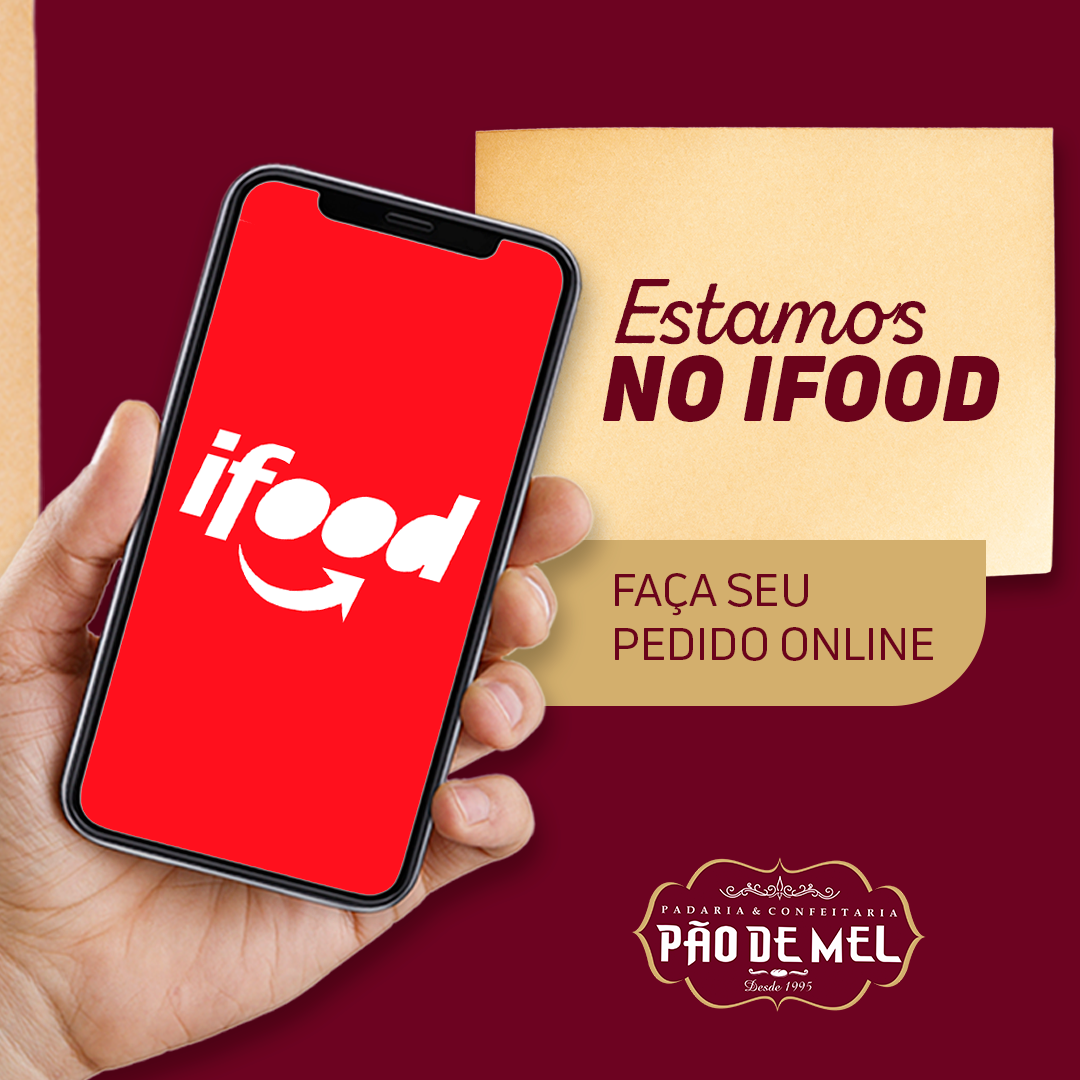 Estamos
NO IFOOD
ifood
FAÇA SEU
PEDIDO ONLINE
PADARIA & CONFEITARIA
PÃO DE MEL
Desde 1995